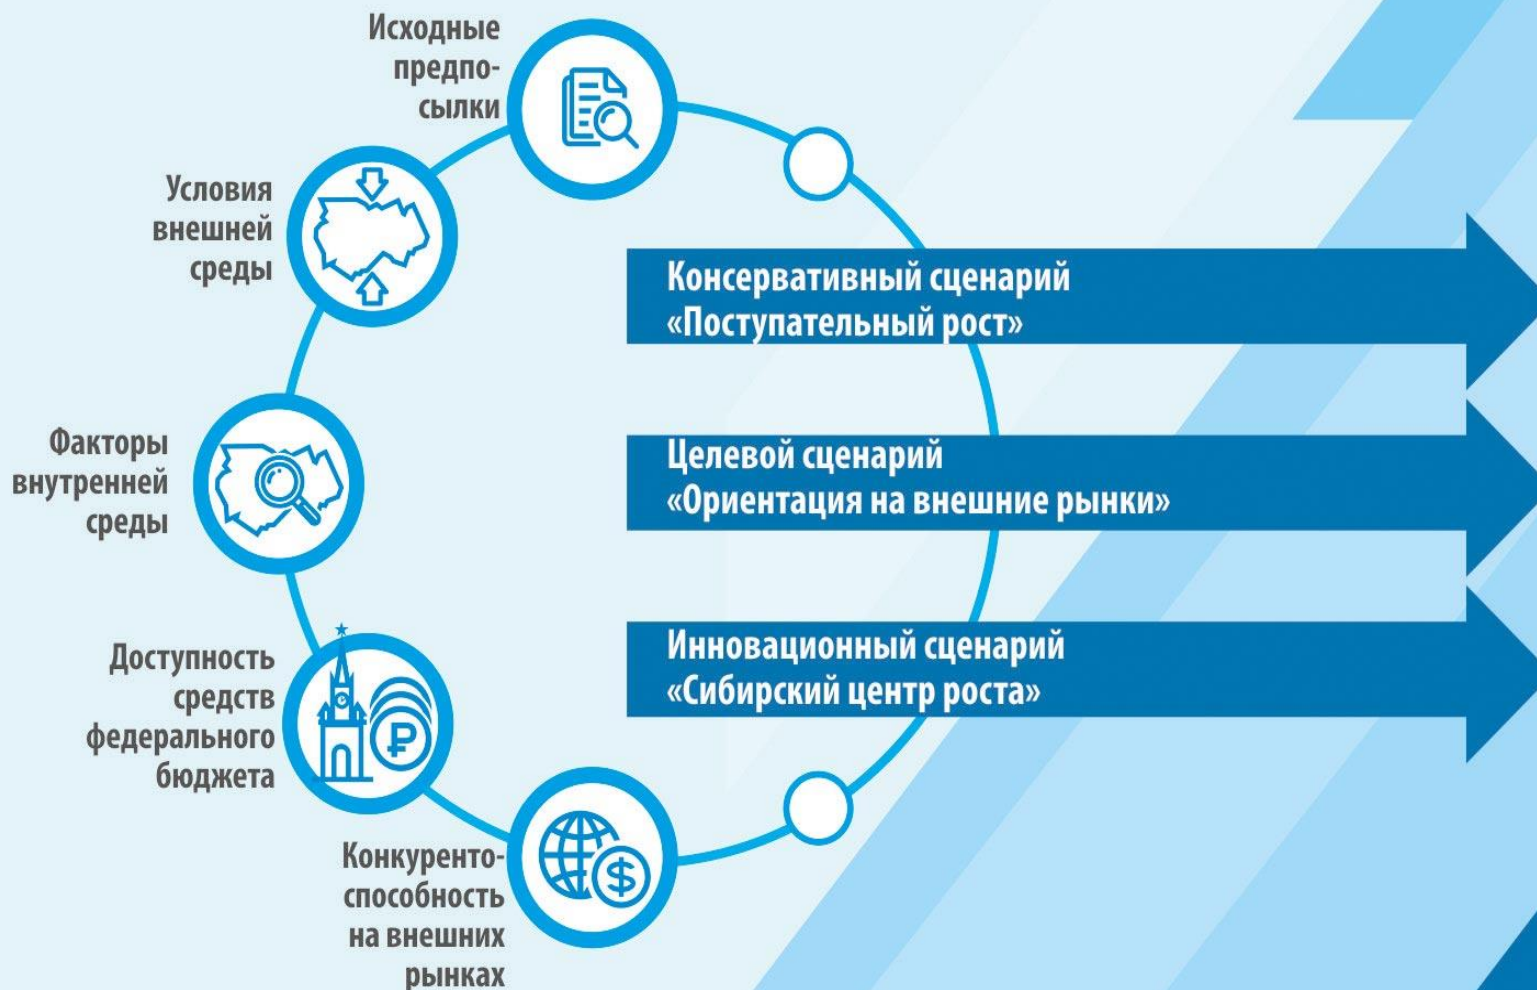 Исходные
предпо-
сылки
Условия
внешней
среды
Факторы
внутренней
среды
Доступность
средств
федерального
бюджета
Конкуренто-
способность
на внешних
рынках
Консервативный сценарий
«Поступательный рост»
Целевой сценарий
«Ориентация на внешние рынки»
Инновационный сценарий
«Сибирский центр роста»